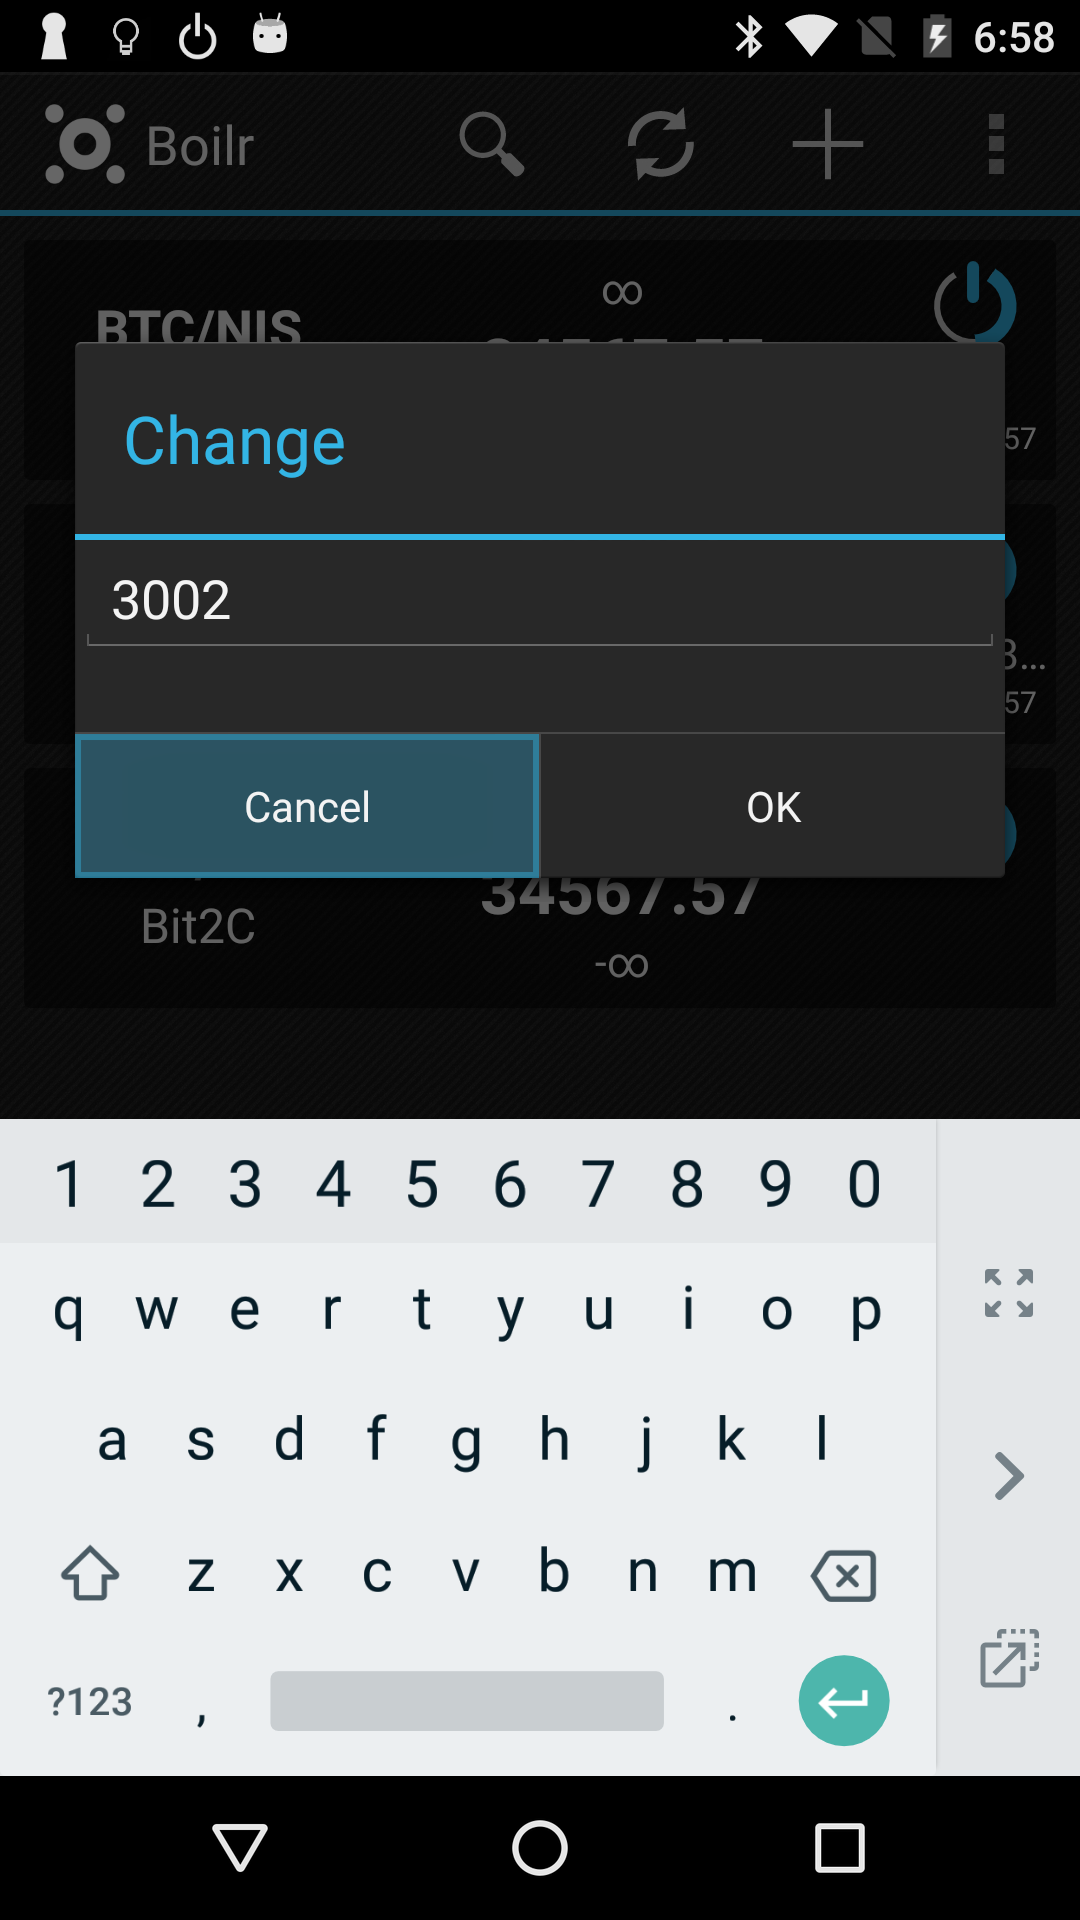 6:58
Boilr
∞
BTC/NIS
57
Change
3002
3...
57
Cancel
OK
34567.57
Bit2C
-∞
1 2 3 4 5 6 7 8 9 0
q w e r t y u i o p
a s d f g h j k l
z x c v b n m
?123 , .